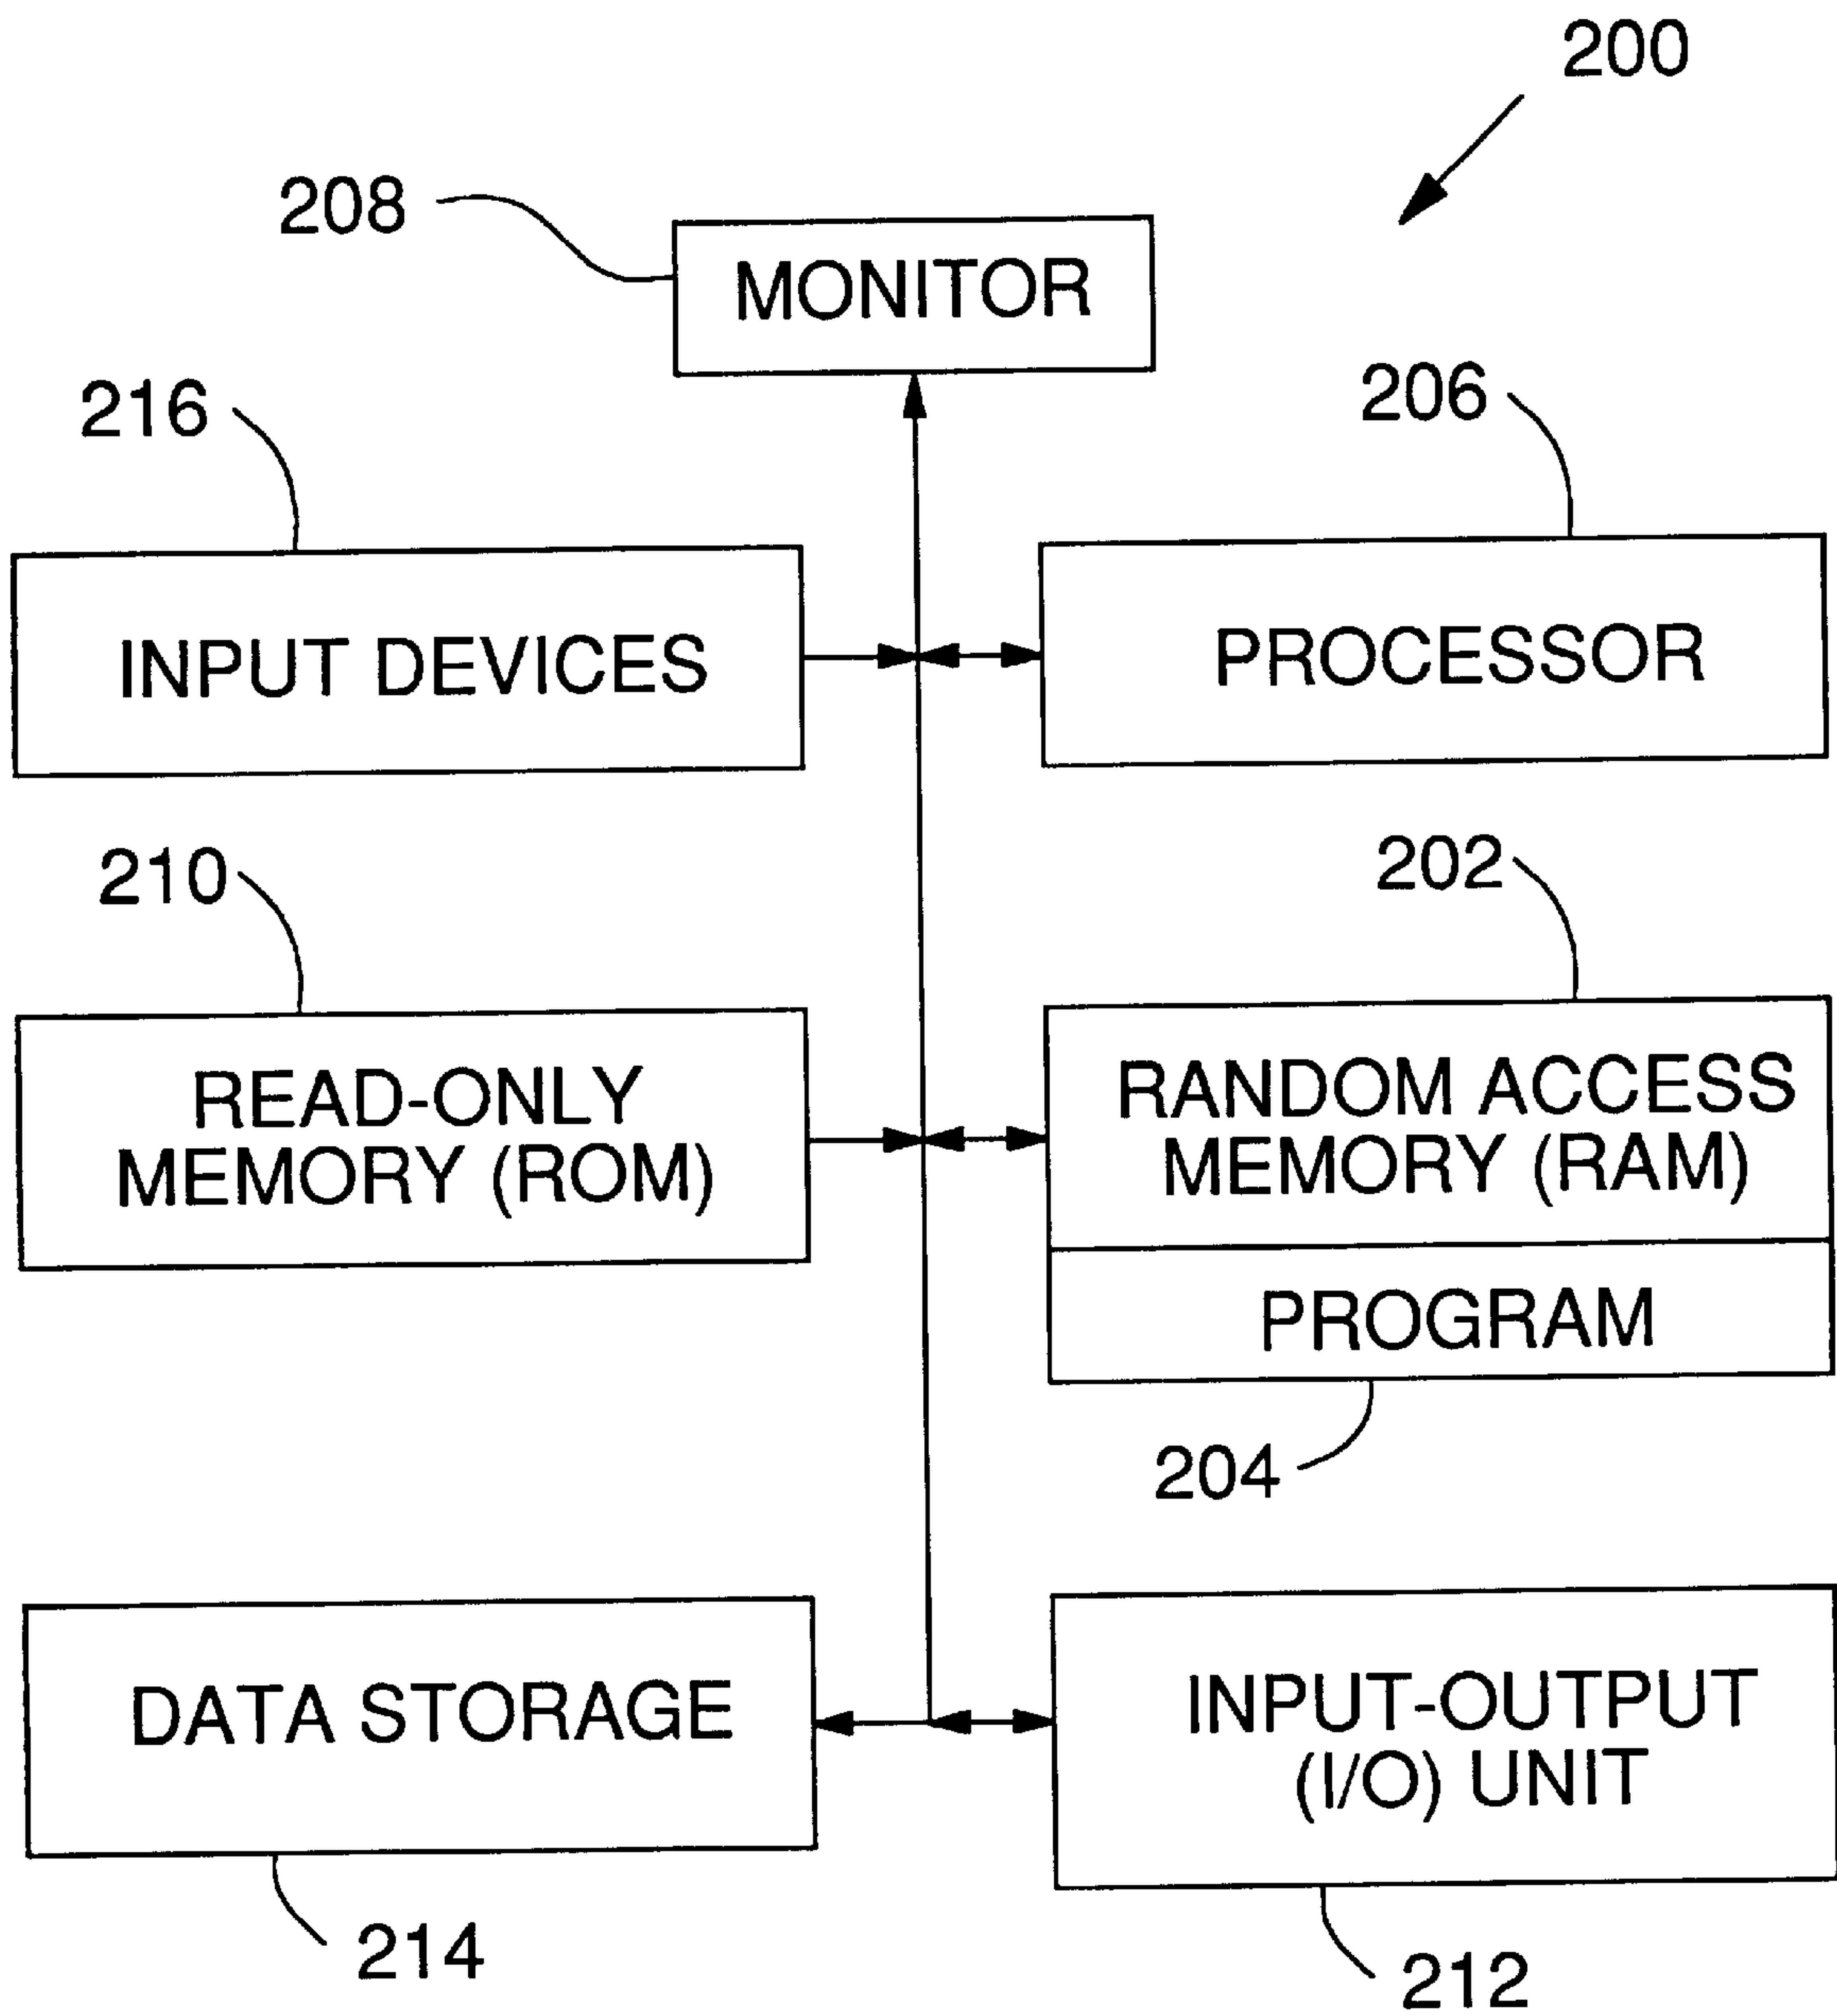 200
208
MONITOR
216
206
INPUT DEVICES
PROCESSOR
210
202
READ-ONLY
MEMORY (ROM)
RANDOM ACCESS
MEMORY (RAM)
PROGRAM
204
DATA STORAGE
INPUT-OUTPUT
(I/O) UNIT
214
212